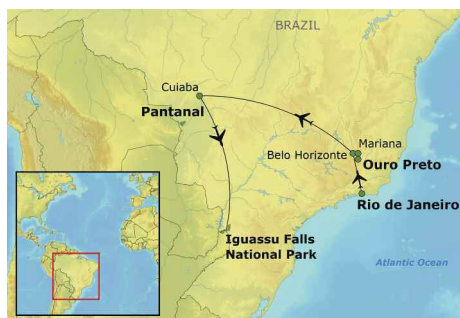 BRAZIL
Cuiaba
Pantanal
Mariana
Belo Horizonte
Ouro Preto
Rio de Janeiro
Iguassu Falls
National Park
Atlantic Ocean